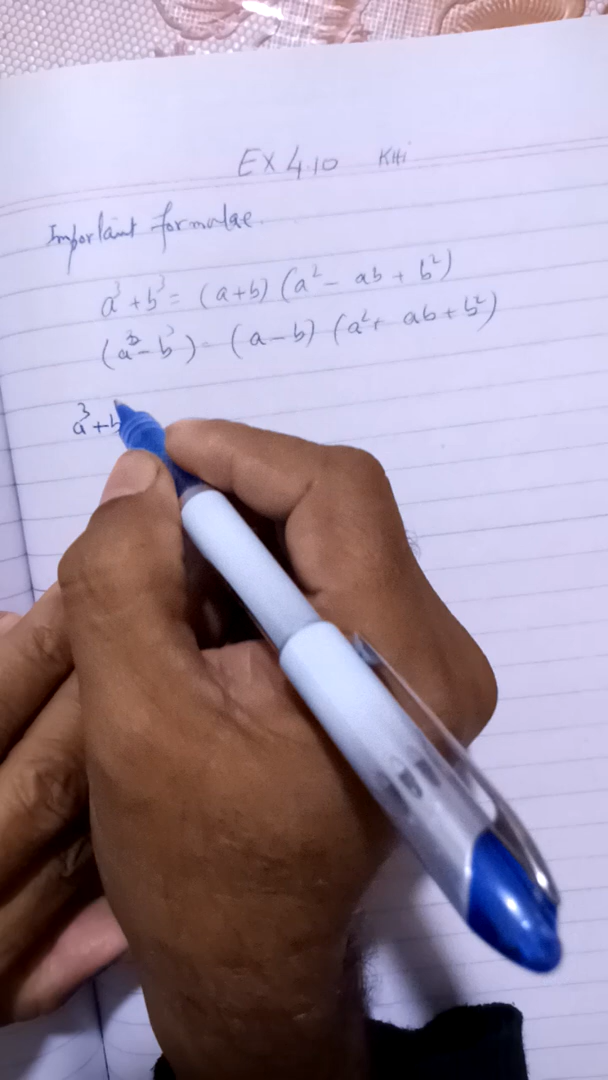 EX 4.10 KHi
Important formulae.
a³ + b³ = (a+b) (a² - ab + b²)
(a³ - b³) = (a-b) (a² + ab + b²)
a³ + b